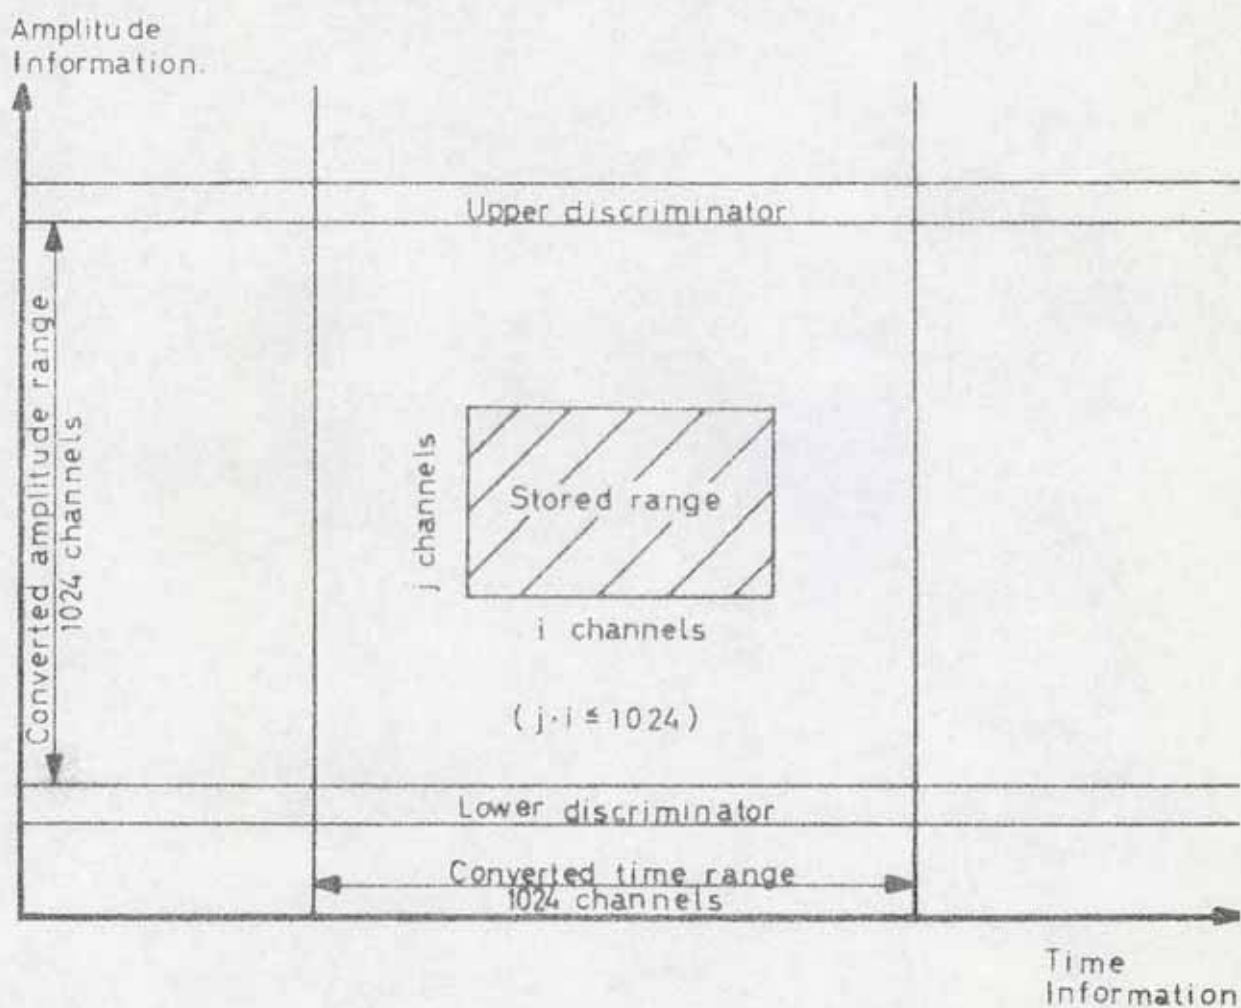 Amplitude
Information.
Upper discriminator
Converted amplitude range
1024 channels
j channels
Stored range
i channels
( j · i ≤ 1024 )
Lower discriminator
Converted time range
1024 channels
Time
Information